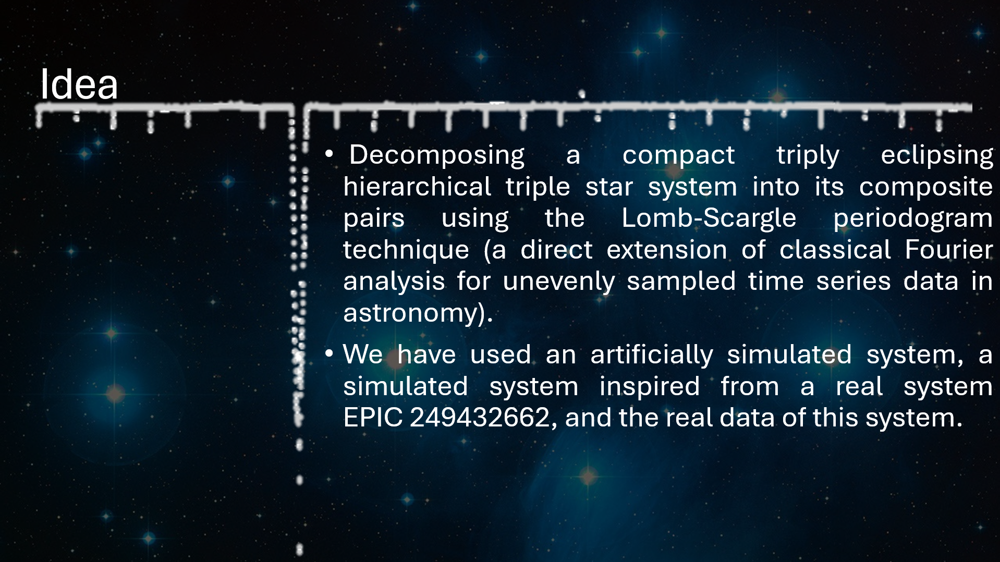 Idea
• Decomposing a compact triply eclipsing
hierarchical triple star system into its composite
pairs using the Lomb-Scargle periodogram
technique (a direct extension of classical Fourier
analysis for unevenly sampled time series data in
astronomy).
• We have used an artificially simulated system, a
simulated system inspired from a real system
EPIC 249432662, and the real data of this system.